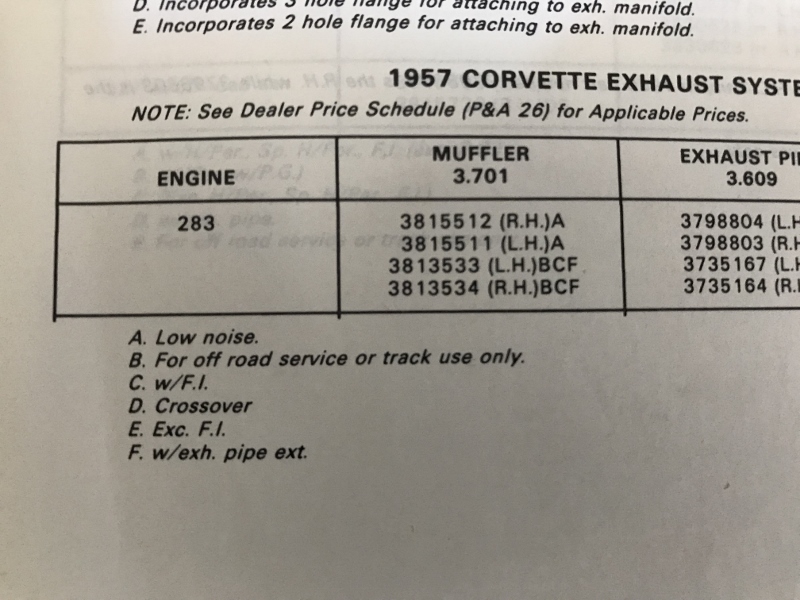 D. Incorporates 3 hole flange for attaching to exh. manifold.
E. Incorporates 2 hole flange for attaching to exh. manifold.
1957 CORVETTE EXHAUST SYSTE
NOTE: See Dealer Price Schedule (P&A 26) for Applicable Prices.
ENGINE MUFFLER 3.701 EXHAUST PI 3.609
283 3815512 (R.H.)A 3798804 (L.H
3815511 (L.H.)A 3798803 (R.H
3813533 (L.H.)BCF 3735167 (L.H
3813534 (R.H.)BCF 3735164 (R.H
A. Low noise.
B. For off road service or track use only.
C. w/F.I.
D. Crossover
E. Exc. F.I.
F. w/exh. pipe ext.